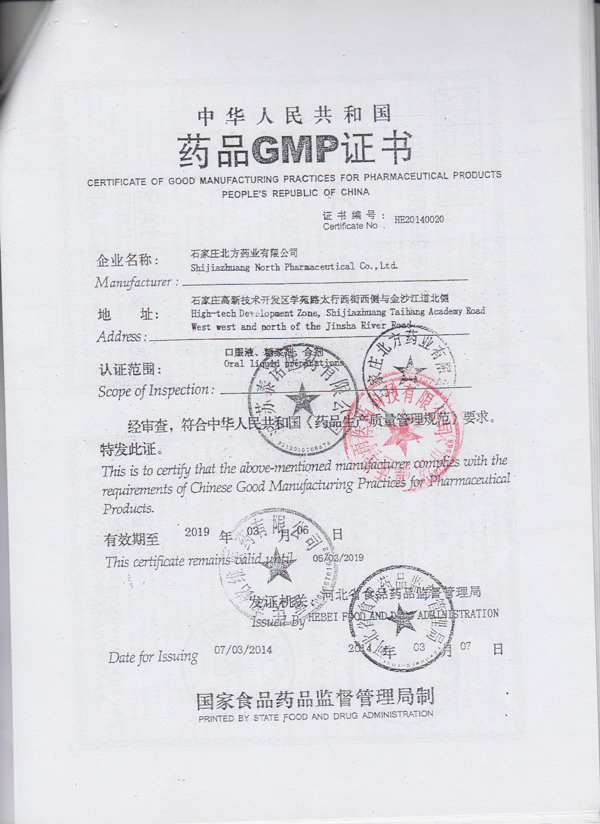 中华人民共和国
药品GMP证书
CERTIFICATE OF GOOD MANUFACTURING PRACTICES FOR PHARMACEUTICAL PRODUCTS
PEOPLE'S REPUBLIC OF CHINA
证书编号: HE20140020
Certificate No.
企业名称: 石家庄北方药业有限公司
Manufacturer: Shijiazhuang North Pharmaceutical Co.,Ltd.
地 址: 石家庄高新技术开发区学苑路太行西街西侧与金沙江道北侧
High-tech Development Zone, Shijiazhuang Taihang Academy Road
Address: West west and north of the Jinsha River Road
认证范围: 口服液、糖浆剂、合剂
Oral liquid preparations
Scope of Inspection:
经审查，符合中华人民共和国《药品生产质量管理规范》要求。
特发此证。
This is to certify that the above-mentioned manufacturer complies with the
requirements of Chinese Good Manufacturing Practices for Pharmaceutical
Products.
有效期至 2019 年 03 月 06 日
This certificate remains valid until 06/03/2019
发证机关: 河北省食品药品监督管理局
Issued By HEBEI FOOD AND DRUG ADMINISTRATION
Date for Issuing 07/03/2014 2014 年 03 月 07 日
国家食品药品监督管理局制
PRINTED BY STATE FOOD AND DRUG ADMINISTRATION